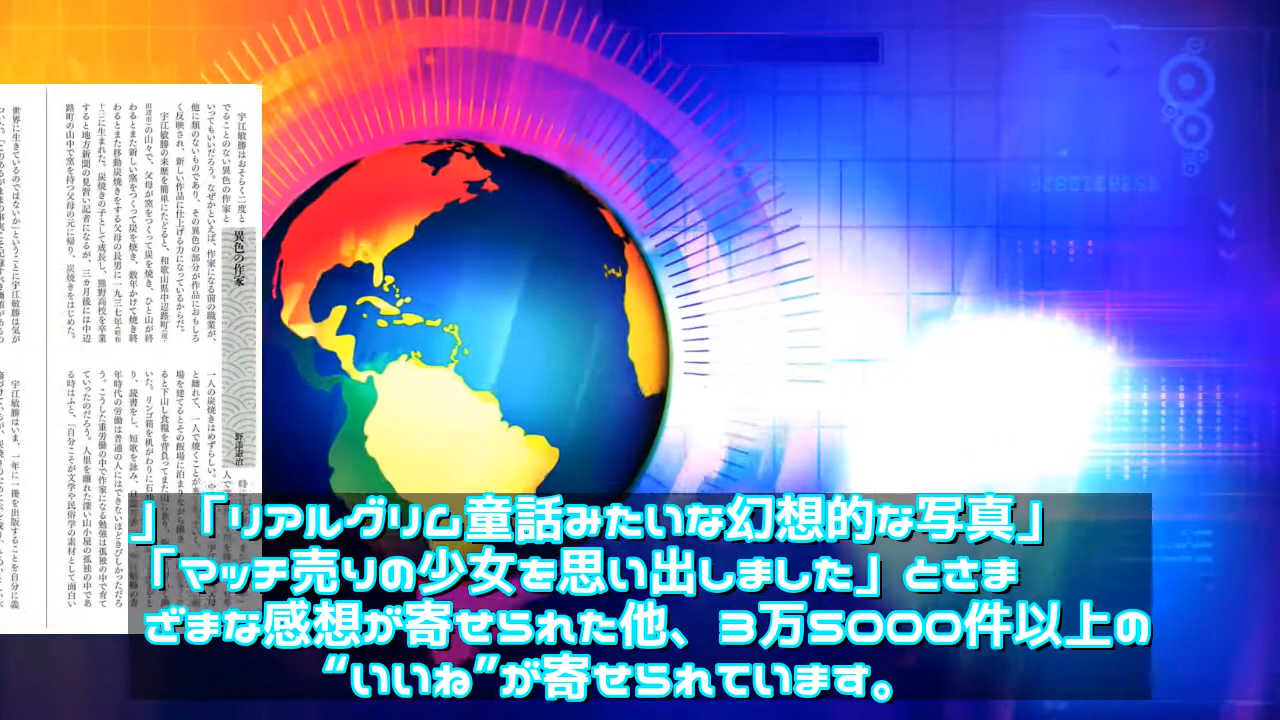 宇江敏勝はおそらく二度と
でることのない異色の作家と
いってもいいだろう。なぜかといえば、作家になる前の職業が、
他に類のないものであり、その異色の部分が作品におもしろ
く反映され、新しい作品に仕上げる力になっているからだ。
宇江敏勝の来歴を簡単にたどると、和歌山県中辺路町(現・
田辺市)の山々で、父母が窯をつくって炭を焼き、ひと山が終
わるとまた新しい窯をつくって炭を焼き、数年かけて焼き終
わるとまた移動炭焼きをする父母の長男に一九三七年(昭和
十二)に生まれた。炭焼きの子として成長し、熊野高校を卒業
すると地方新聞の見習い記者になるが、三カ月後には中辺
路町の山中で窯を持つ父母の元に帰り、炭焼きをはじめた。
異色の作家
野添憲治
一人の炭焼きはめずらしい。
と離れて、一人で焼くことが
場を建てるとその飯場に泊まりながら
ると下山し食糧を背負ってまた山に
いた。リンゴ箱を机がわりに石
り、読書をし、短歌を詠み、
年時代の労働は普通の人にはできないほどきびしかっただろ
う。こうした重労働の中で作家になる勉強は孤独の中で育て
ていったのだろう。人里を離れた深い山小屋の孤独の中であ
る時はふと、「自分こそが文学や民俗学の素材として面白い
世界に生きているのではないか」ということに宇江敏勝は気が
宇江敏勝はいま、一年に一冊を出版することを自分に義
」「リアルグリム童話みたいな幻想的な写真」
「マッチ売りの少女を思い出しました」とさま
ざまな感想が寄せられた他、3万5000件以上の
“いいね”が寄せられています。